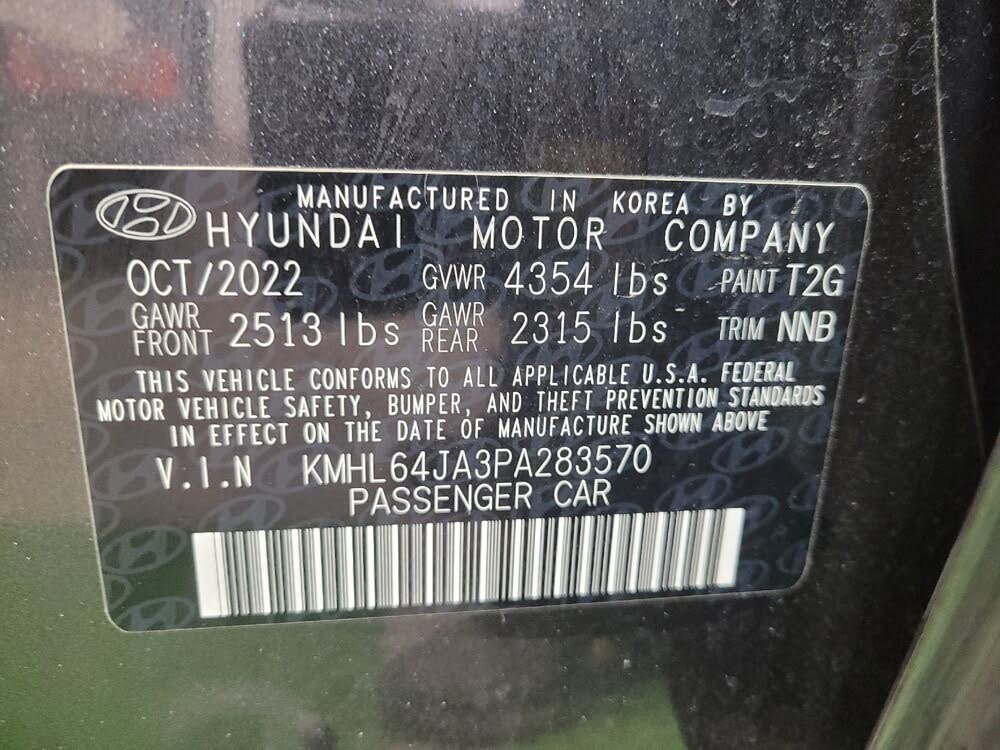 MANUFACTURED IN KOREA BY
HYUNDAI MOTOR COMPANY
OCT/2022 GVWR 4354 lbs PAINT T2G
GAWR FRONT 2513 lbs GAWR REAR 2315 lbs TRIM NNB
THIS VEHICLE CONFORMS TO ALL APPLICABLE U.S.A. FEDERAL
MOTOR VEHICLE SAFETY, BUMPER, AND THEFT PREVENTION STANDARDS
IN EFFECT ON THE DATE OF MANUFACTURE SHOWN ABOVE
V.I.N KMHL64JA3PA283570
PASSENGER CAR